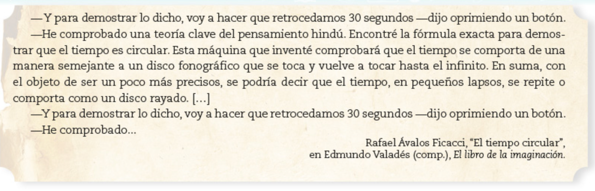 —Y para demostrar lo dicho, voy a hacer que retrocedamos 30 segundos —dijo oprimiendo un botón.
—He comprobado una teoría clave del pensamiento hindú. Encontré la fórmula exacta para demos-
trar que el tiempo es circular. Esta máquina que inventé comprobará que el tiempo se comporta de una
manera semejante a un disco fonográfico que se toca y vuelve a tocar hasta el infinito. En suma, con
el objeto de ser un poco más precisos, se podría decir que el tiempo, en pequeños lapsos, se repite o
comporta como un disco rayado. [...]
—Y para demostrar lo dicho, voy a hacer que retrocedamos 30 segundos —dijo oprimiendo un botón.
—He comprobado...
Rafael Ávalos Ficacci, "El tiempo circular",
en Edmundo Valadés (comp.), El libro de la imaginación.